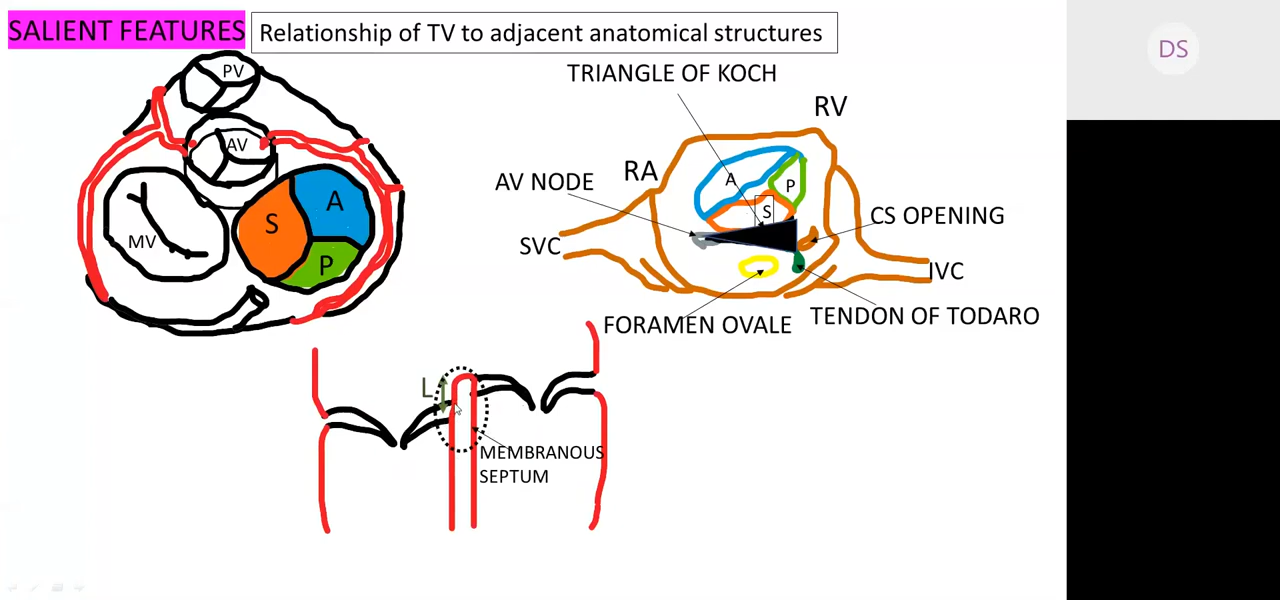 SALIENT FEATURES
Relationship of TV to adjacent anatomical structures
DS
PV
AV
MV
S
A
P
TRIANGLE OF KOCH
RV
RA
AV NODE
SVC
A
P
S
CS OPENING
IVC
FORAMEN OVALE
TENDON OF TODARO
L
MEMBRANOUS
SEPTUM